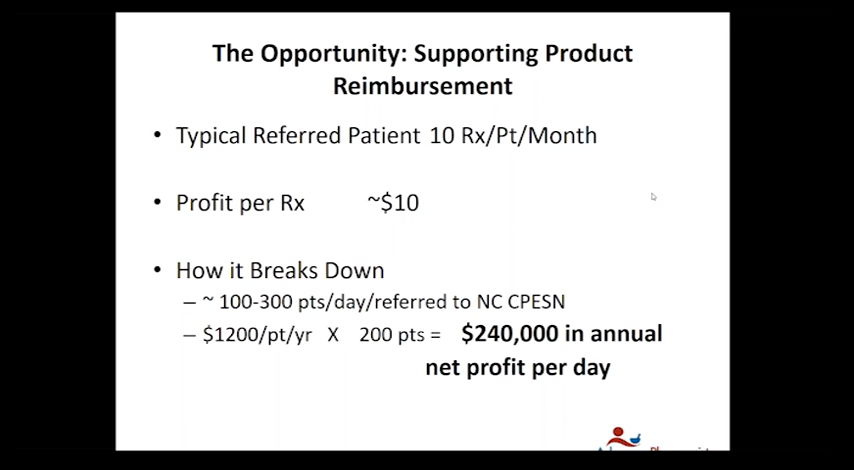 The Opportunity: Supporting Product
Reimbursement
• Typical Referred Patient 10 Rx/Pt/Month
• Profit per Rx ~$10
• How it Breaks Down
– ~ 100-300 pts/day/referred to NC CPESN
– $1200/pt/yr X 200 pts = $240,000 in annual
net profit per day